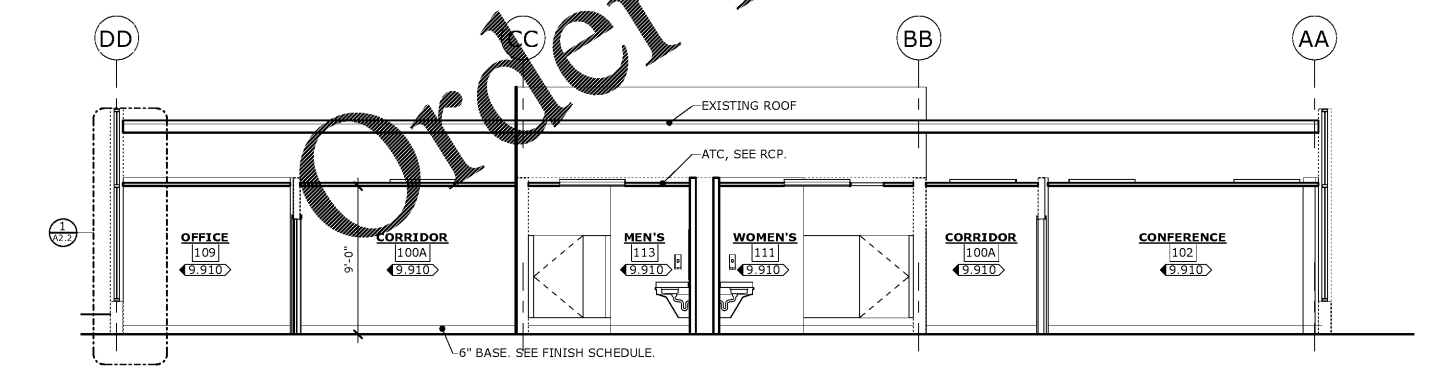 Order
DD
CC
BB
AA
EXISTING ROOF
ATC, SEE RCP.
1
A2.2
OFFICE
109
9.910
9'-0"
CORRIDOR
100A
9.910
MEN'S
113
9.910
WOMEN'S
111
9.910
CORRIDOR
100A
9.910
CONFERENCE
102
9.910
6" BASE. SEE FINISH SCHEDULE.